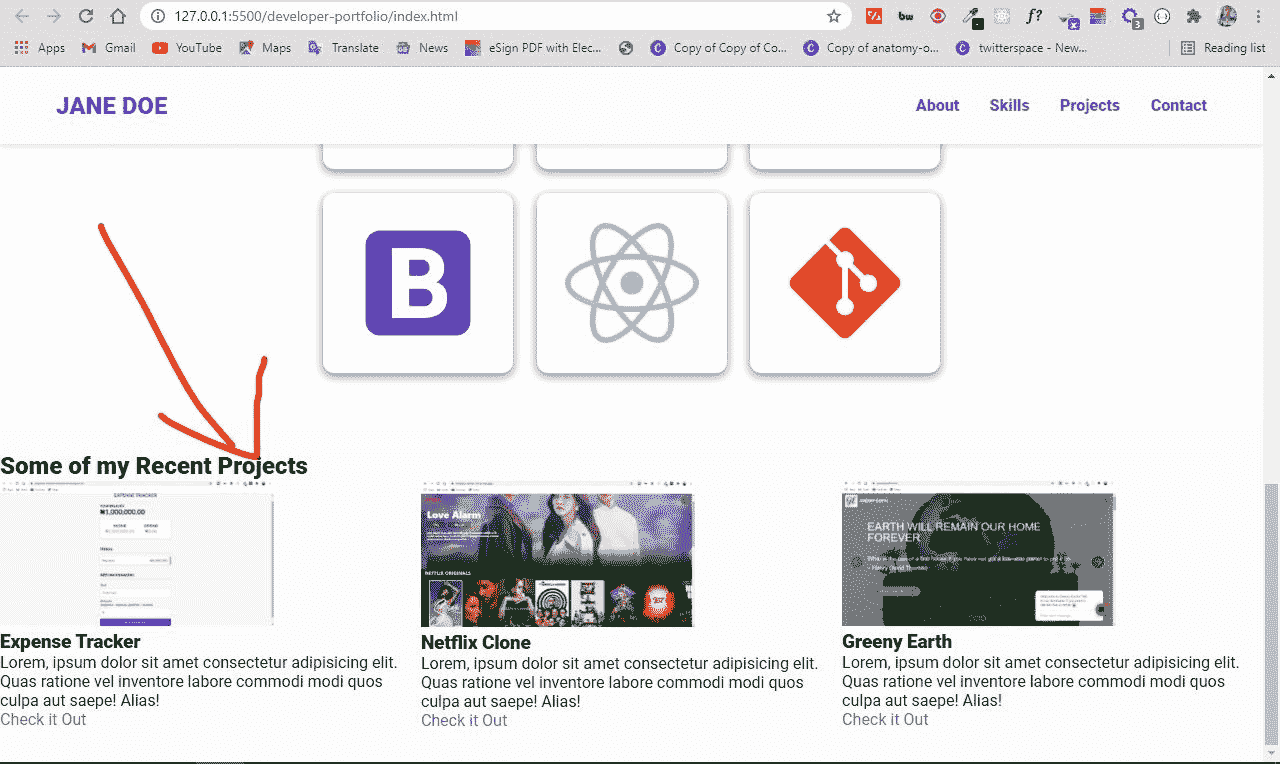 127.0.0.1:5500/developer-portfolio/index.html
Apps Gmail YouTube Maps Translate News eSign PDF with Elec... Copy of Copy of Co... Copy of anatomy-o... twitterspace - New... Reading list
JANE DOE About Skills Projects Contact
B
Some of my Recent Projects
EXPENSE TRACKER
₦1,000,000.00
Love Alarm
NETFLIX ORIGINALS
EARTH WILL REMAIN OUR HOME
FOREVER
Expense Tracker
Lorem, ipsum dolor sit amet consectetur adipisicing elit.
Quas ratione vel inventore labore commodi modi quos
culpa aut saepe! Alias!
Check it Out
Netflix Clone
Lorem, ipsum dolor sit amet consectetur adipisicing elit.
Quas ratione vel inventore labore commodi modi quos
culpa aut saepe! Alias!
Check it Out
Greeny Earth
Lorem, ipsum dolor sit amet consectetur adipisicing elit.
Quas ratione vel inventore labore commodi modi quos
culpa aut saepe! Alias!
Check it Out